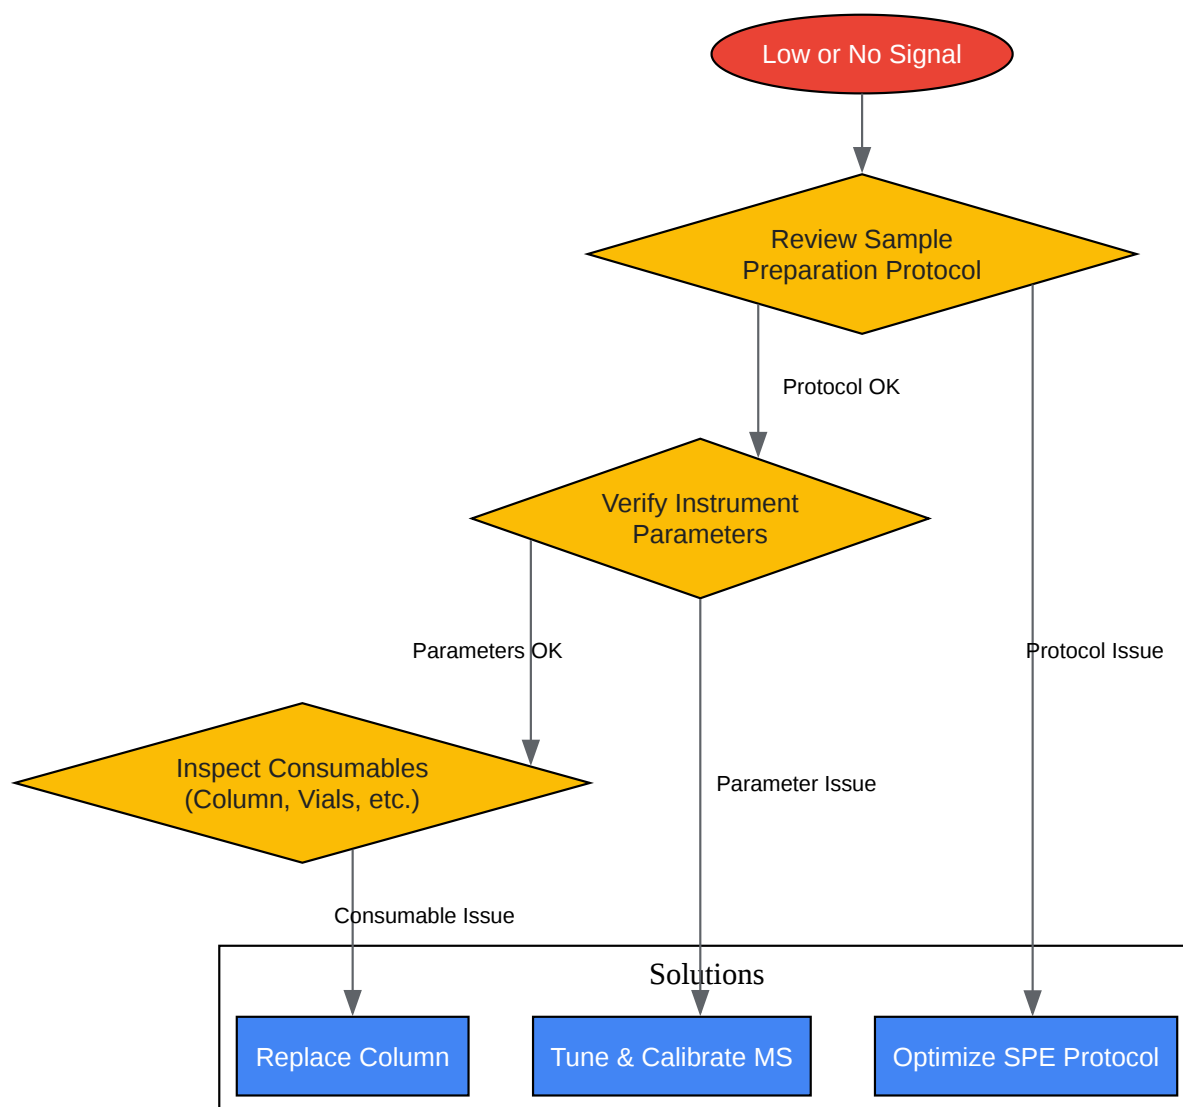 Low or No Signal
Review Sample
Preparation Protocol
Protocol OK
Verify Instrument
Parameters
Parameters OK
Protocol Issue
Inspect Consumables
(Column, Vials, etc.)
Parameter Issue
Consumable Issue
Solutions
Replace Column
Tune & Calibrate MS
Optimize SPE Protocol